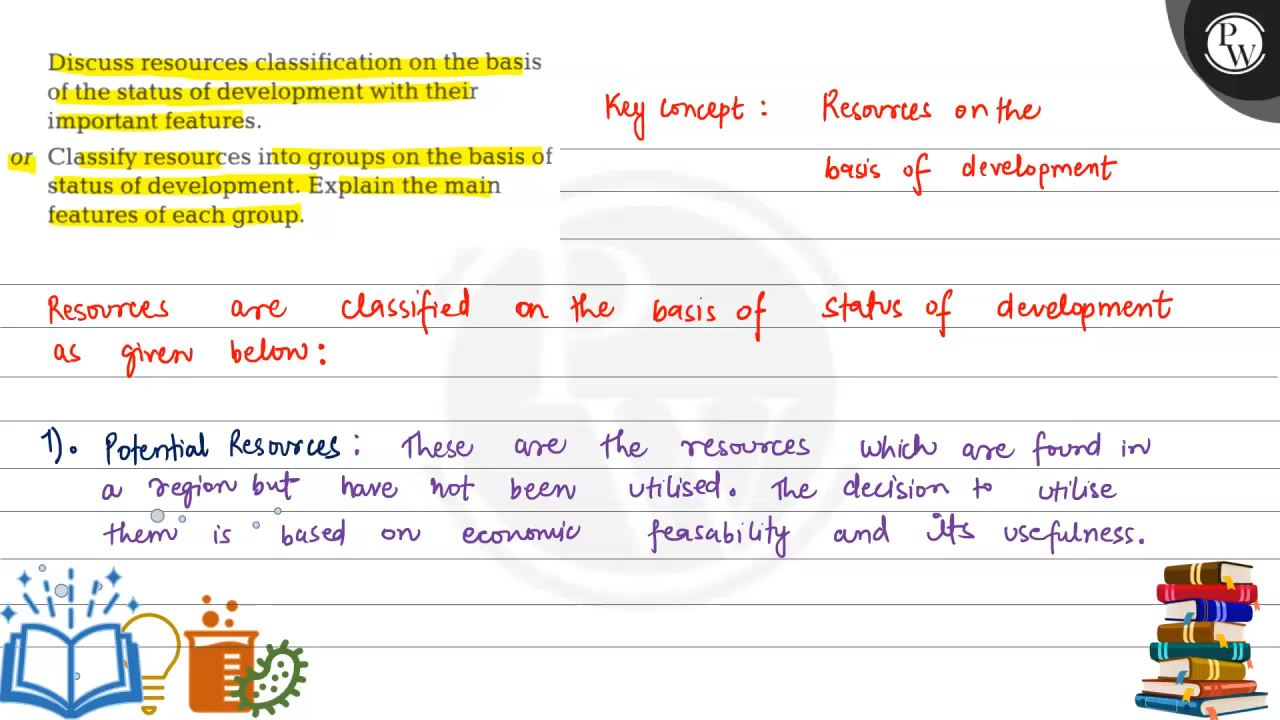 Discuss resources classification on the basis
of the status of development with their
important features.
or Classify resources into groups on the basis of
status of development. Explain the main
features of each group.
Key concept : Resources on the
basis of development
PW
Resources are classified on the basis of status of development
as given below:
1). Potential Resources: These are the resources which are found in
a region but have not been utilised. The decision to utilise
them is based on economic feasability and its usefulness.